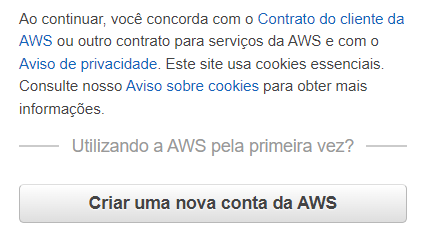 Ao continuar, você concorda com o Contrato do cliente da
AWS ou outro contrato para serviços da AWS e com o
Aviso de privacidade. Este site usa cookies essenciais.
Consulte nosso Aviso sobre cookies para obter mais
informações.
Utilizando a AWS pela primeira vez?
Criar uma nova conta da AWS